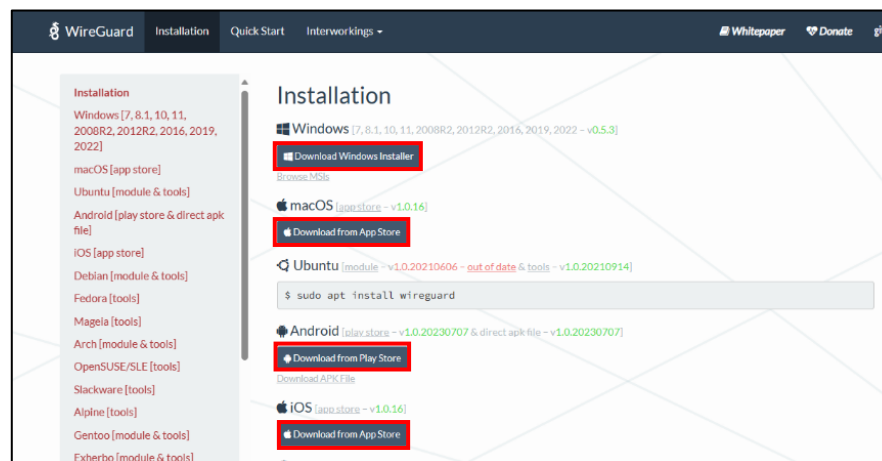 WireGuard Installation Quick Start Interworkings Whitepaper Donate
Installation
Windows [7, 8.1, 10, 11,
2008R2, 2012R2, 2016, 2019,
2022]
macOS [app store]
Ubuntu [module & tools]
Android [play store & direct apk
file]
iOS [app store]
Debian [module & tools]
Fedora [tools]
Mageia [tools]
Arch [module & tools]
OpenSUSE/SLE [tools]
Slackware [tools]
Alpine [tools]
Gentoo [module & tools]
Exherbo [module & tools]
Installation
Windows [7, 8.1, 10, 11, 2008R2, 2012R2, 2016, 2019, 2022 – v0.5.3]
Download Windows Installer
Browse MSIs
macOS [app store – v1.0.16]
Download from App Store
Ubuntu [module – v1.0.20210606 – out of date & tools – v1.0.20210914]
$ sudo apt install wireguard
Android [play store – v1.0.20230707 & direct apk file – v1.0.20230707]
Download from Play Store
Download APK File
iOS [app store – v1.0.16]
Download from App Store